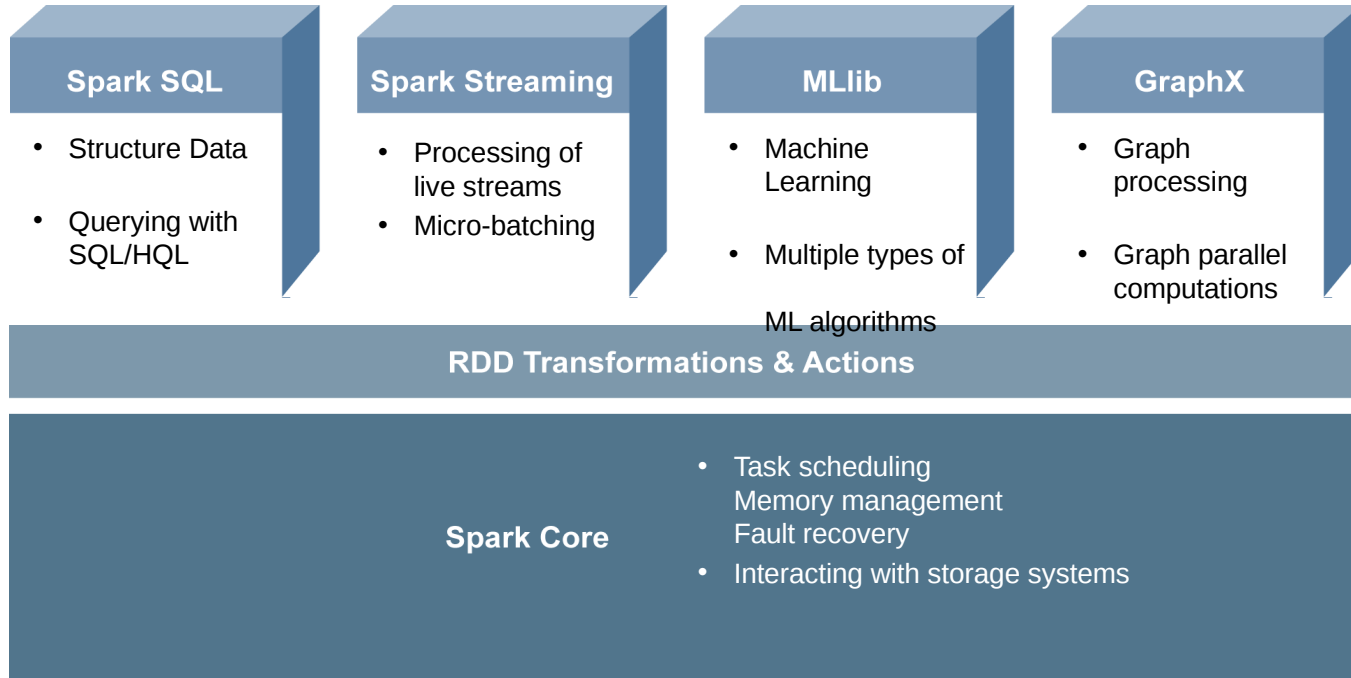 Spark SQL
• Structure Data
• Querying with
SQL/HQL
Spark Streaming
• Processing of
live streams
• Micro-batching
MLlib
• Machine
Learning
• Multiple types of
ML algorithms
GraphX
• Graph
processing
• Graph parallel
computations
RDD Transformations & Actions
Spark Core
• Task scheduling
Memory management
Fault recovery
• Interacting with storage systems